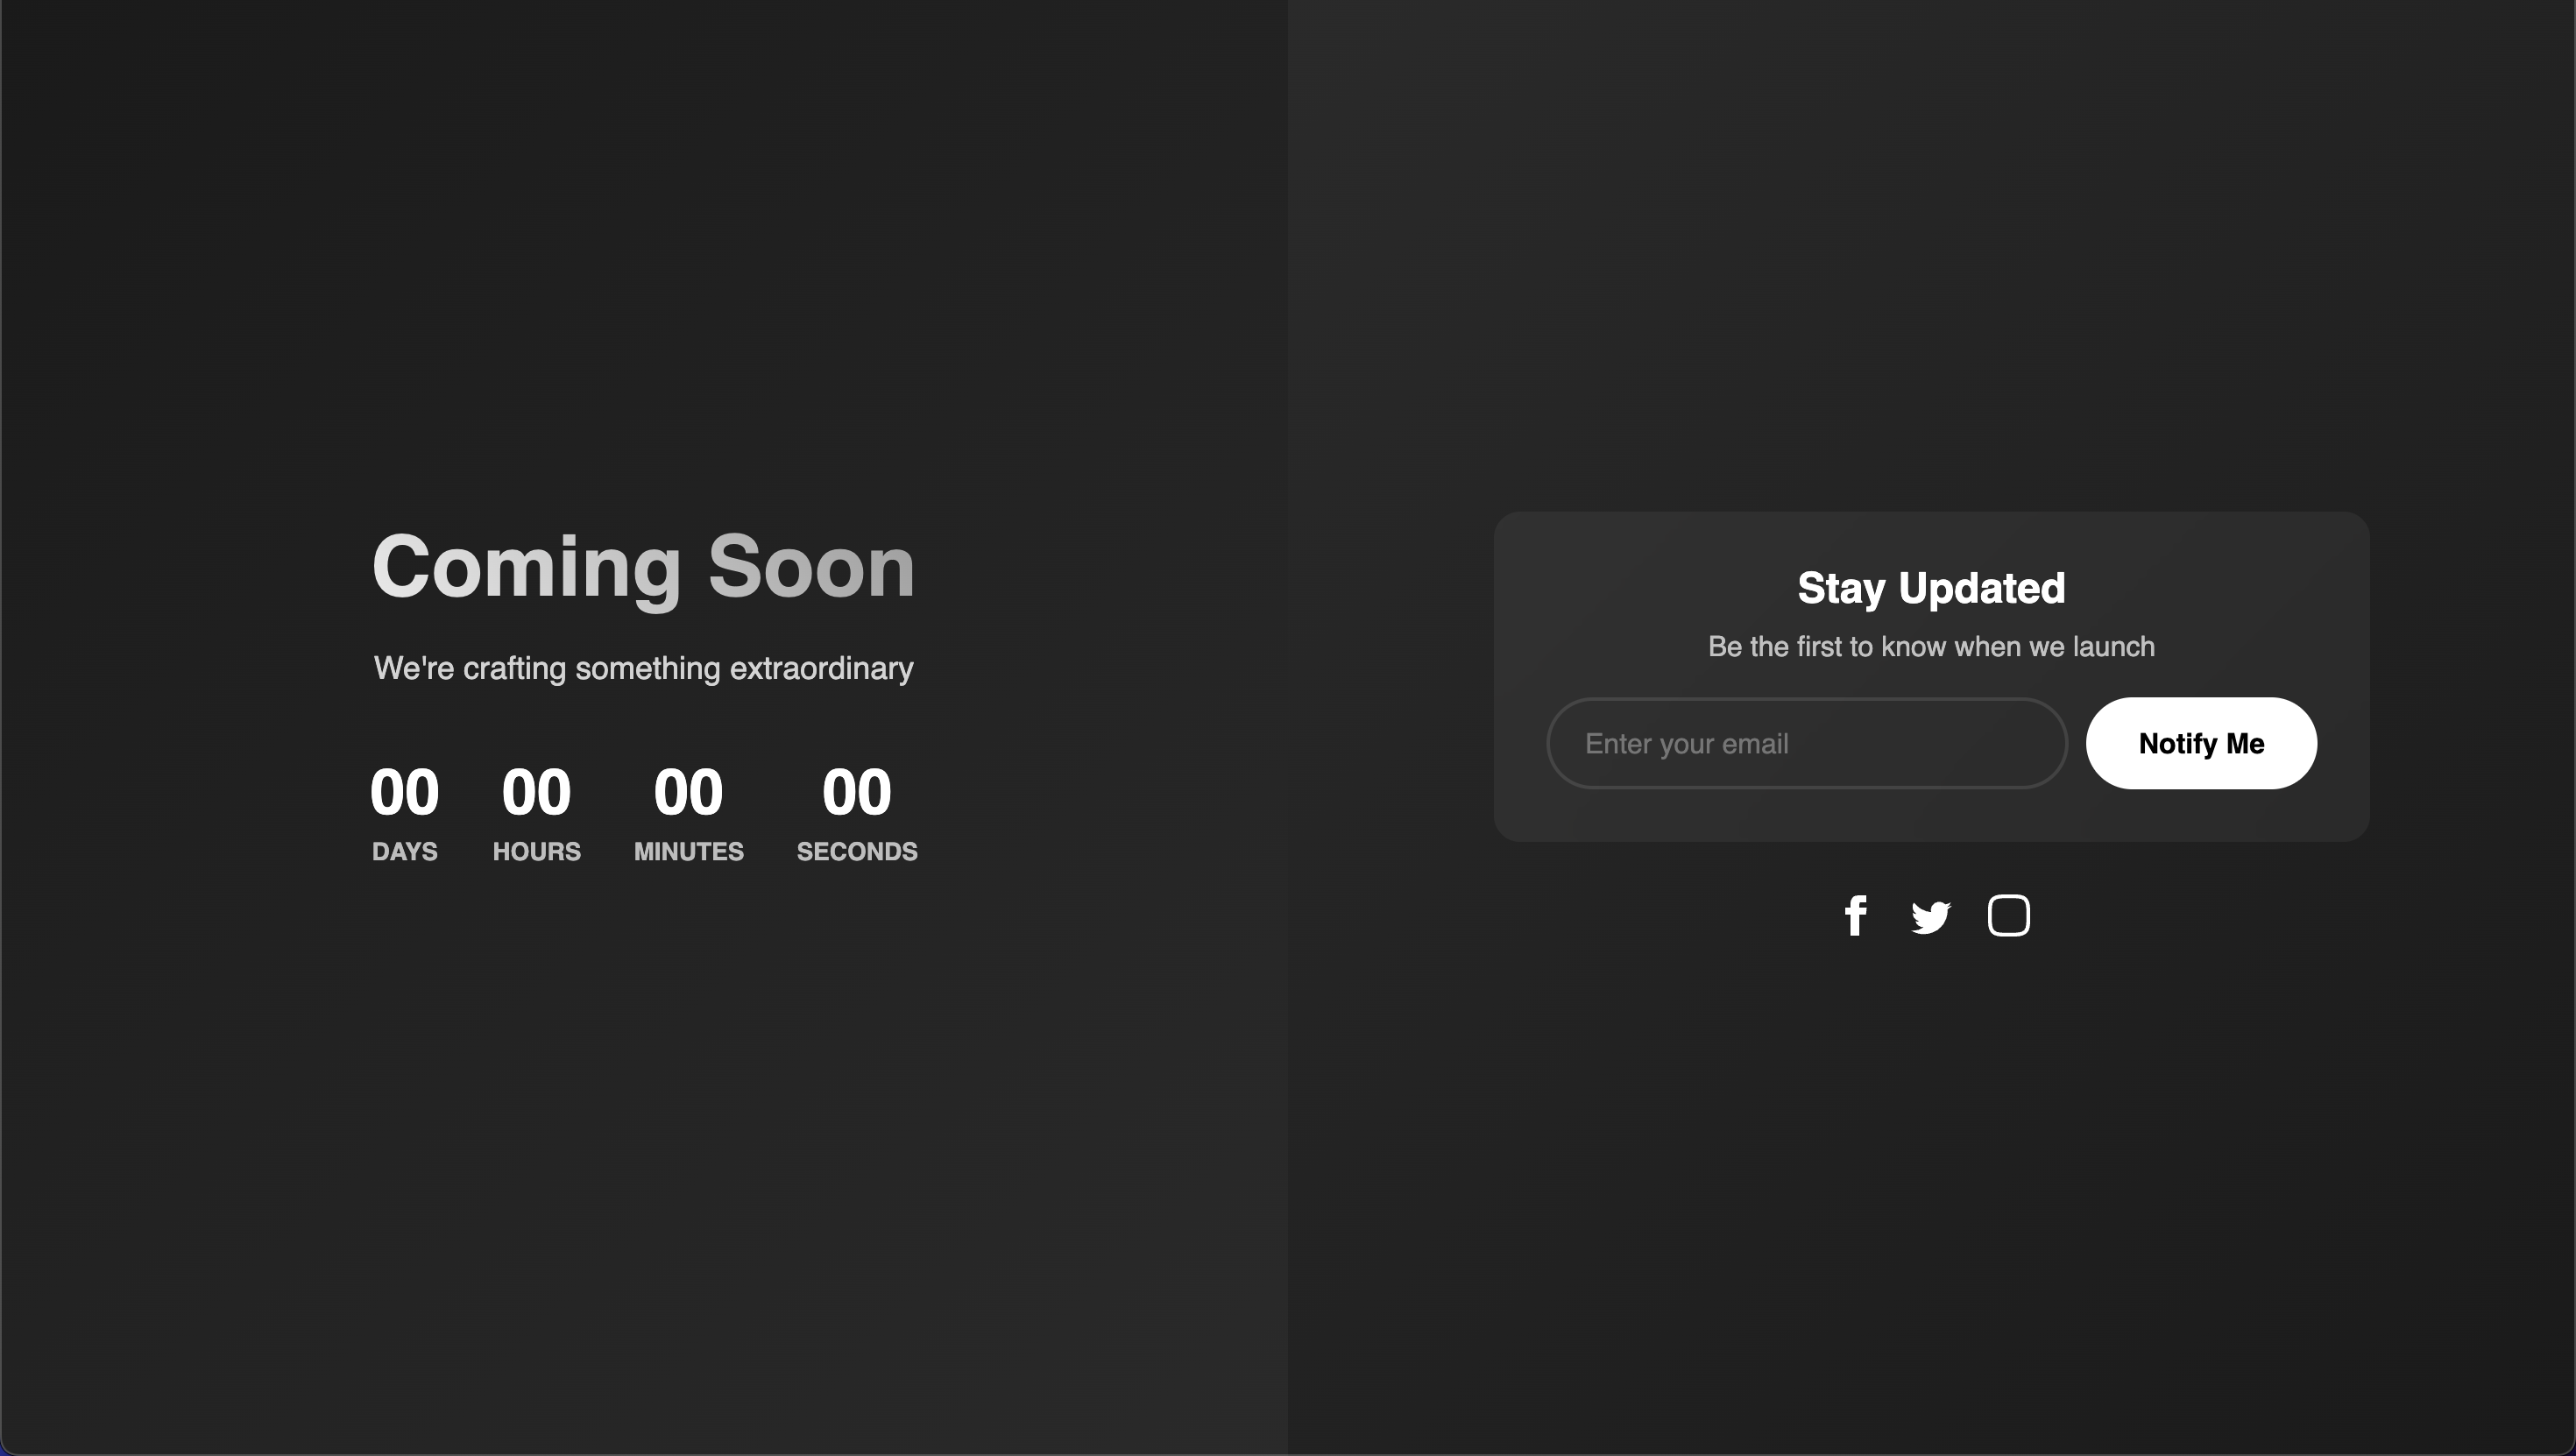 Coming Soon
We're crafting something extraordinary
00 00 00 00
DAYS HOURS MINUTES SECONDS
Stay Updated
Be the first to know when we launch
Enter your email
Notify Me